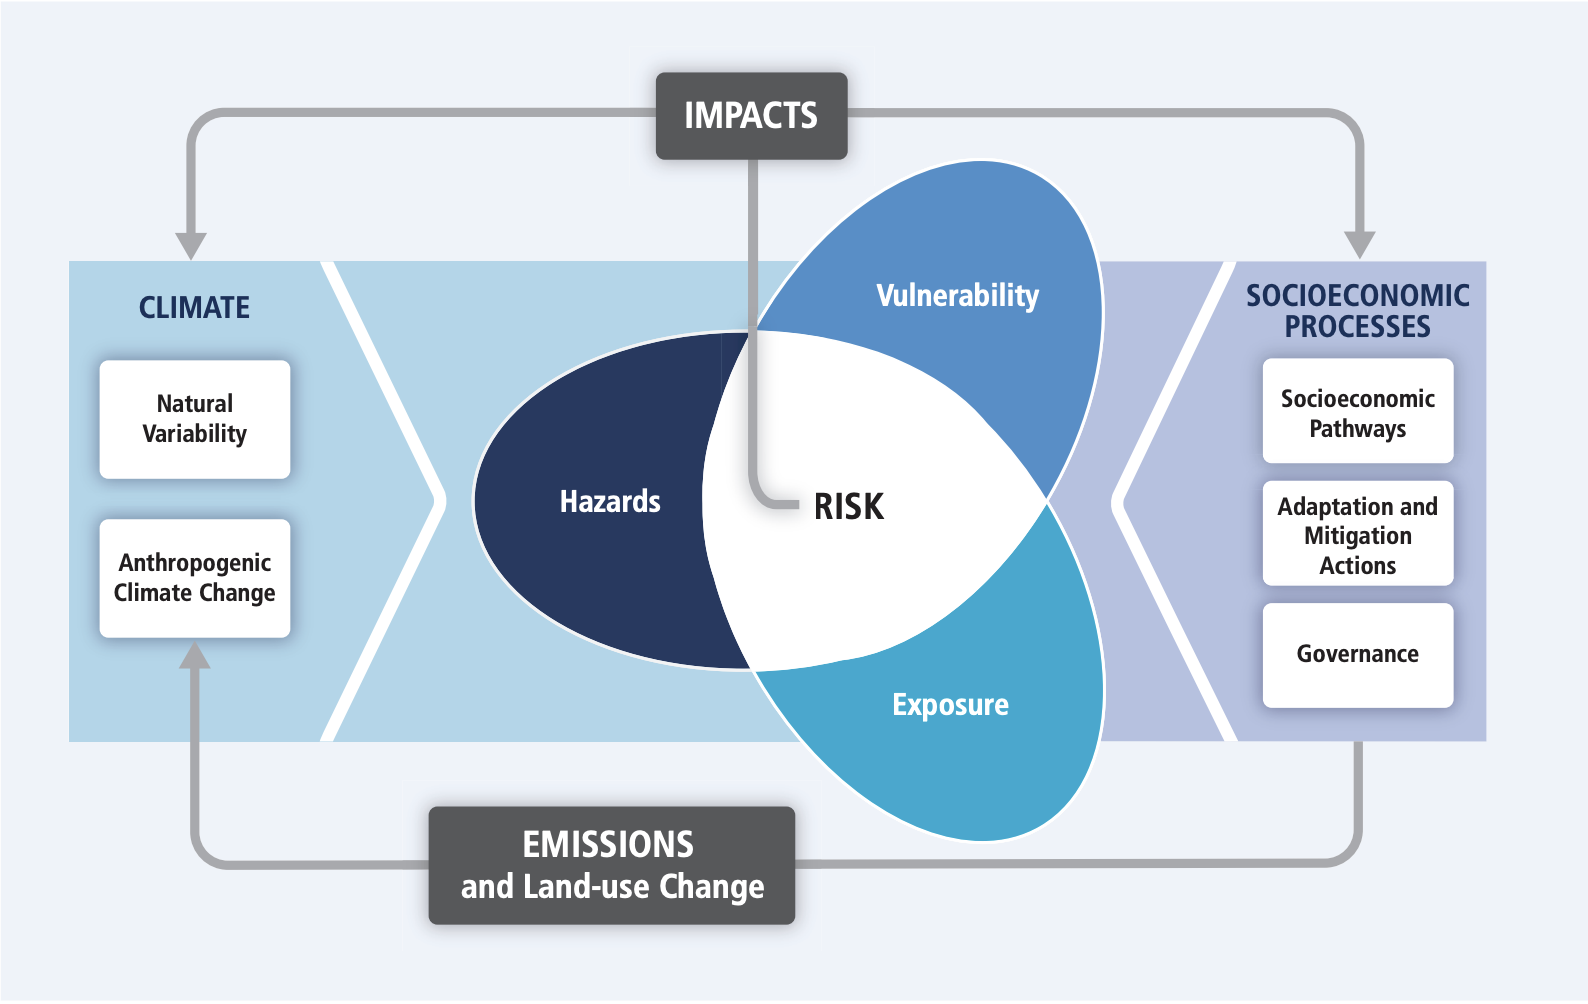 IMPACTS
CLIMATE
Natural
Variability
Anthropogenic
Climate Change
Vulnerability
Hazards
RISK
Exposure
SOCIOECONOMIC
PROCESSES
Socioeconomic
Pathways
Adaptation and
Mitigation
Actions
Governance
EMISSIONS
and Land-use Change